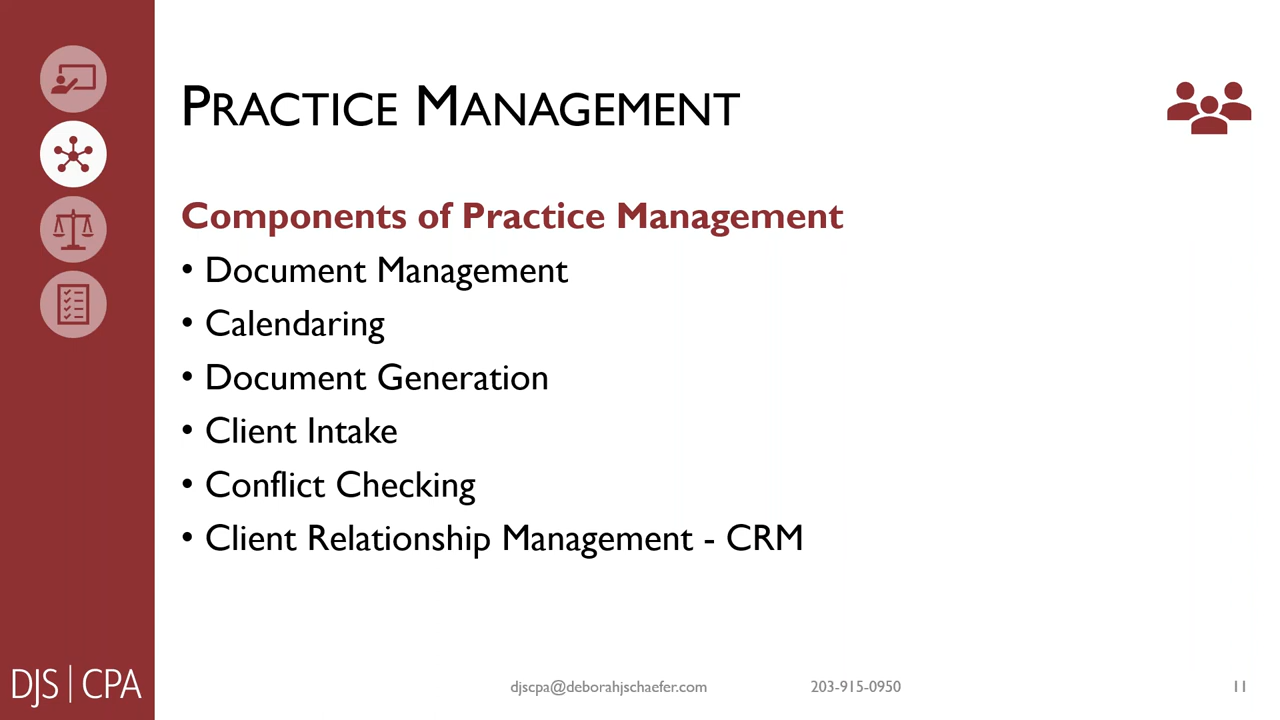 PRACTICE MANAGEMENT
Components of Practice Management
• Document Management
• Calendaring
• Document Generation
• Client Intake
• Conflict Checking
• Client Relationship Management - CRM
DJS | CPA
djscpa@deborahjschaefer.com
203-915-0950
11